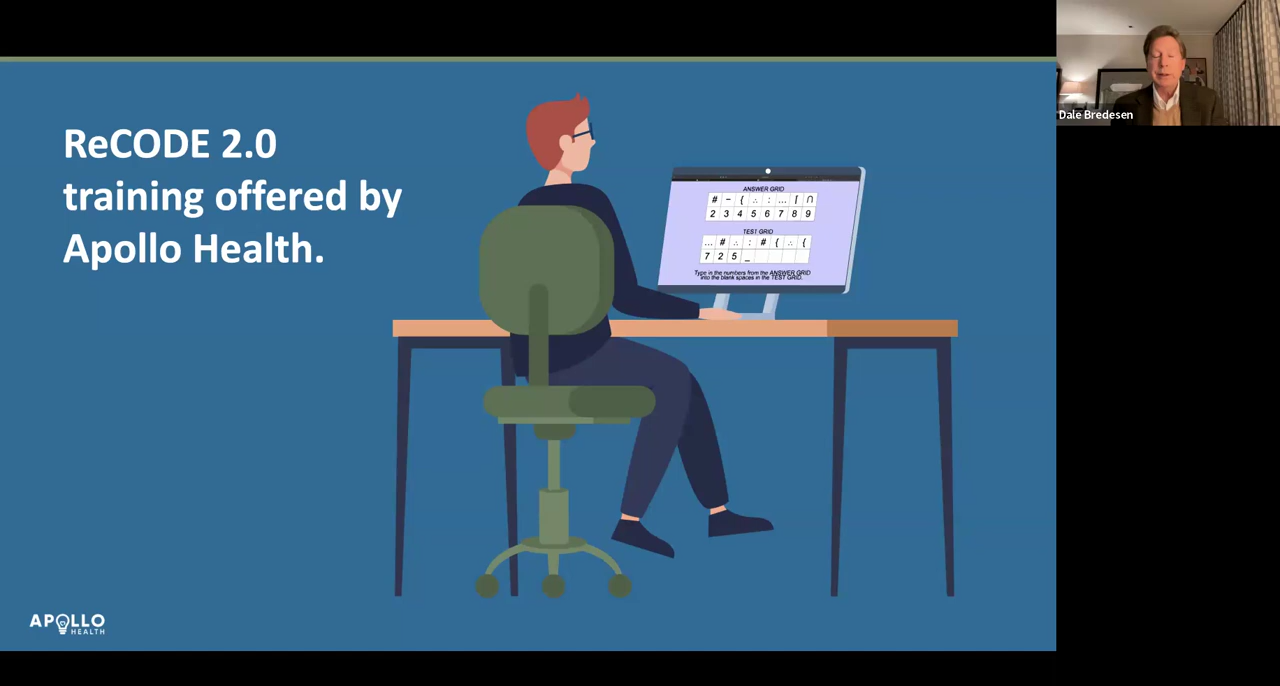 ReCODE 2.0
training offered by
Apollo Health.
ANSWER GRID
# – { ∴ : … [ ∩
2 3 4 5 6 7 8 9
TEST GRID
… # ∴ : # { ∴ {
7 2 5 _
Type in the numbers from the ANSWER GRID
into the blank spaces in the TEST GRID.
APOLLO
HEALTH
Dale Bredesen